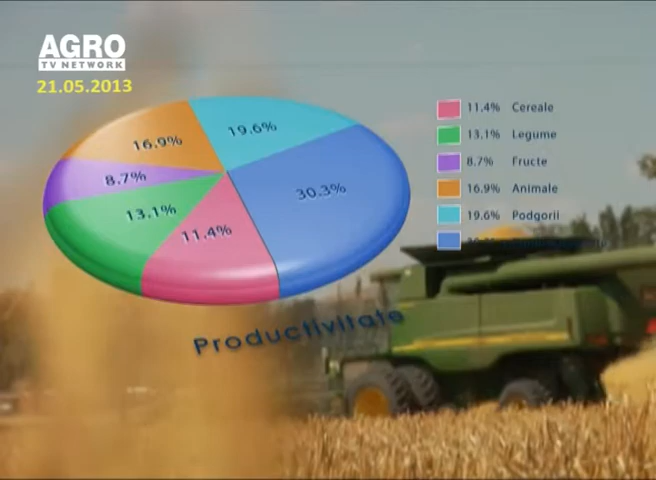 AGRO
TV NETWORK
21.05.2013
16.9%
19.6%
8.7%
30.3%
13.1%
11.4%
11.4% Cereale
13.1% Legume
8.7% Fructe
16.9% Animale
19.6% Podgorii
Productivitate